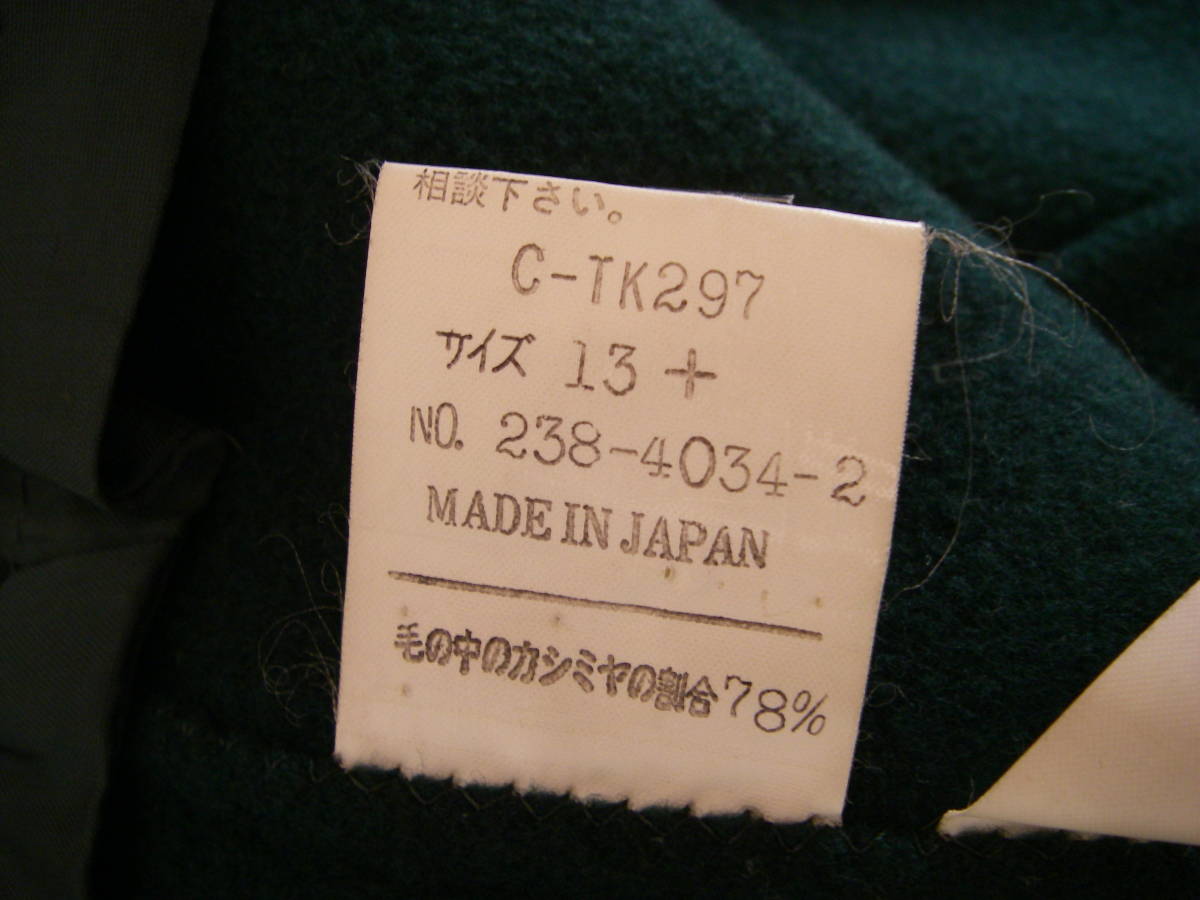 相談下さい。
C-TK297
サイズ 13+
NO. 238-4034-2
MADE IN JAPAN
毛の中のカシミヤの割合78%